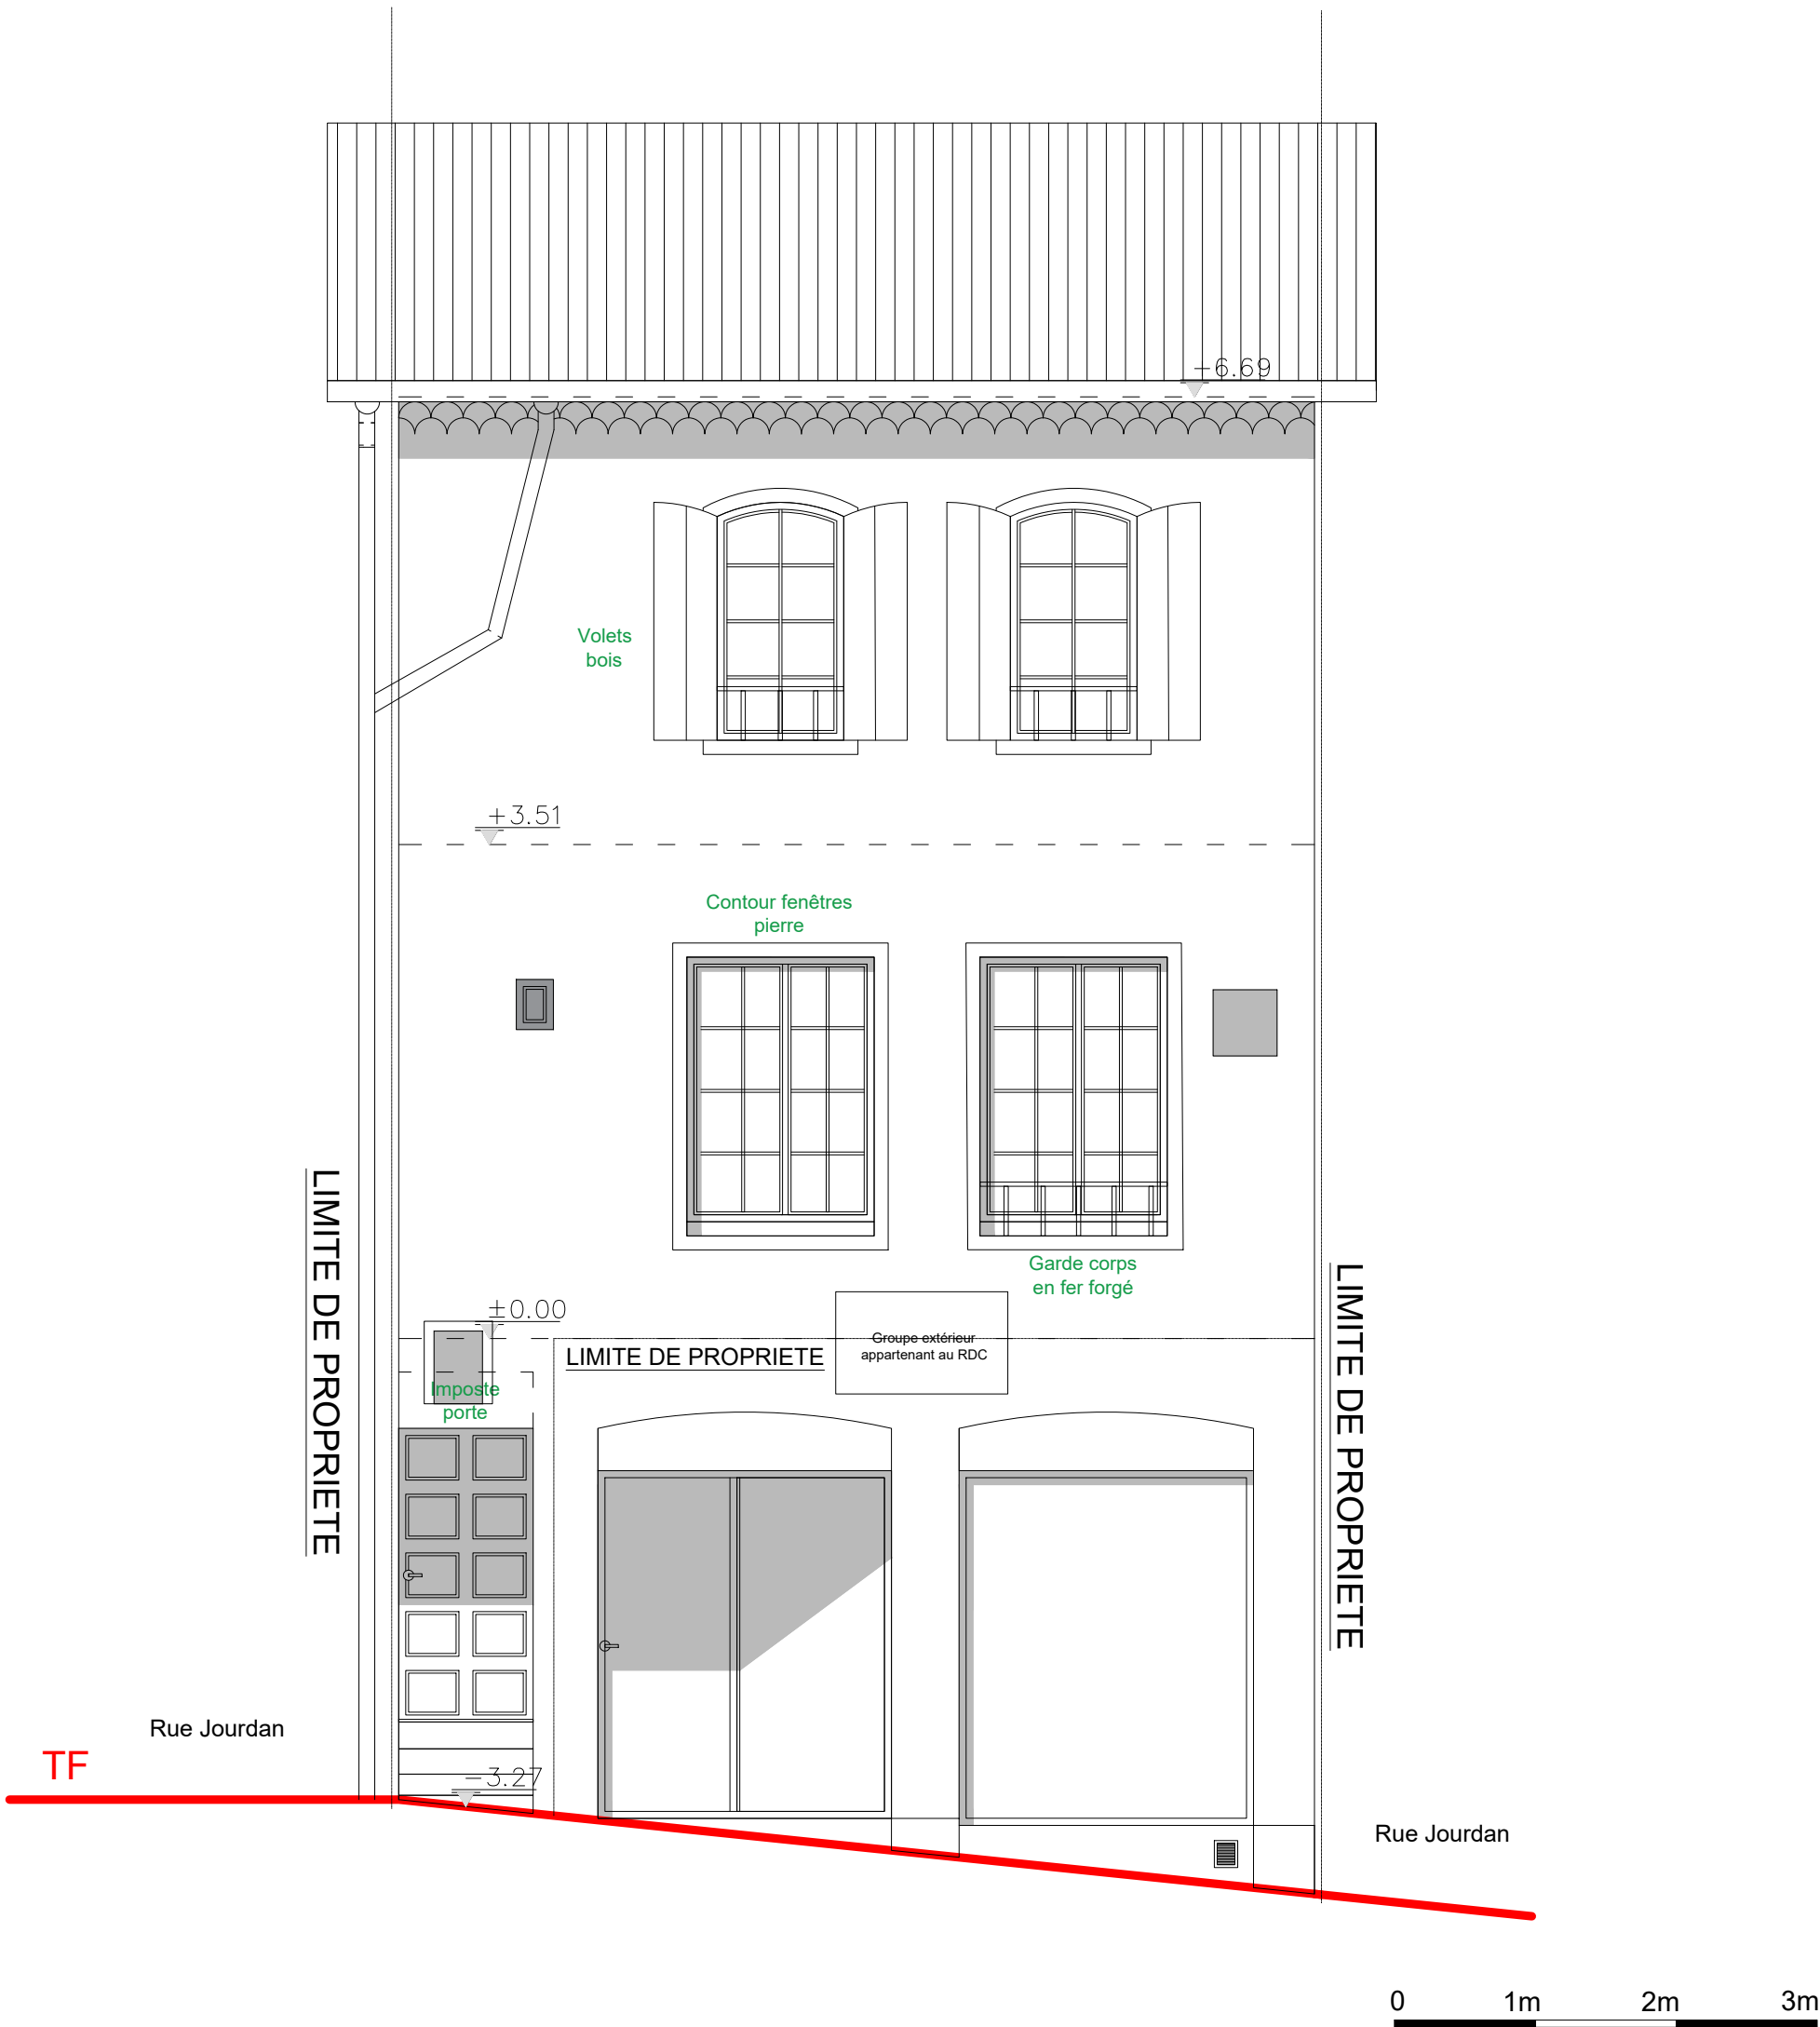 +6.69
Volets
bois
+3.51
Contour fenêtres
pierre
LIMITE DE PROPRIETE
Garde corps
en fer forgé
LIMITE DE PROPRIETE
±0.00
Groupe extérieur
appartenant au RDC
LIMITE DE PROPRIETE
Imposte
porte
Rue Jourdan
TF
-3.27
Rue Jourdan
0 1m 2m 3m